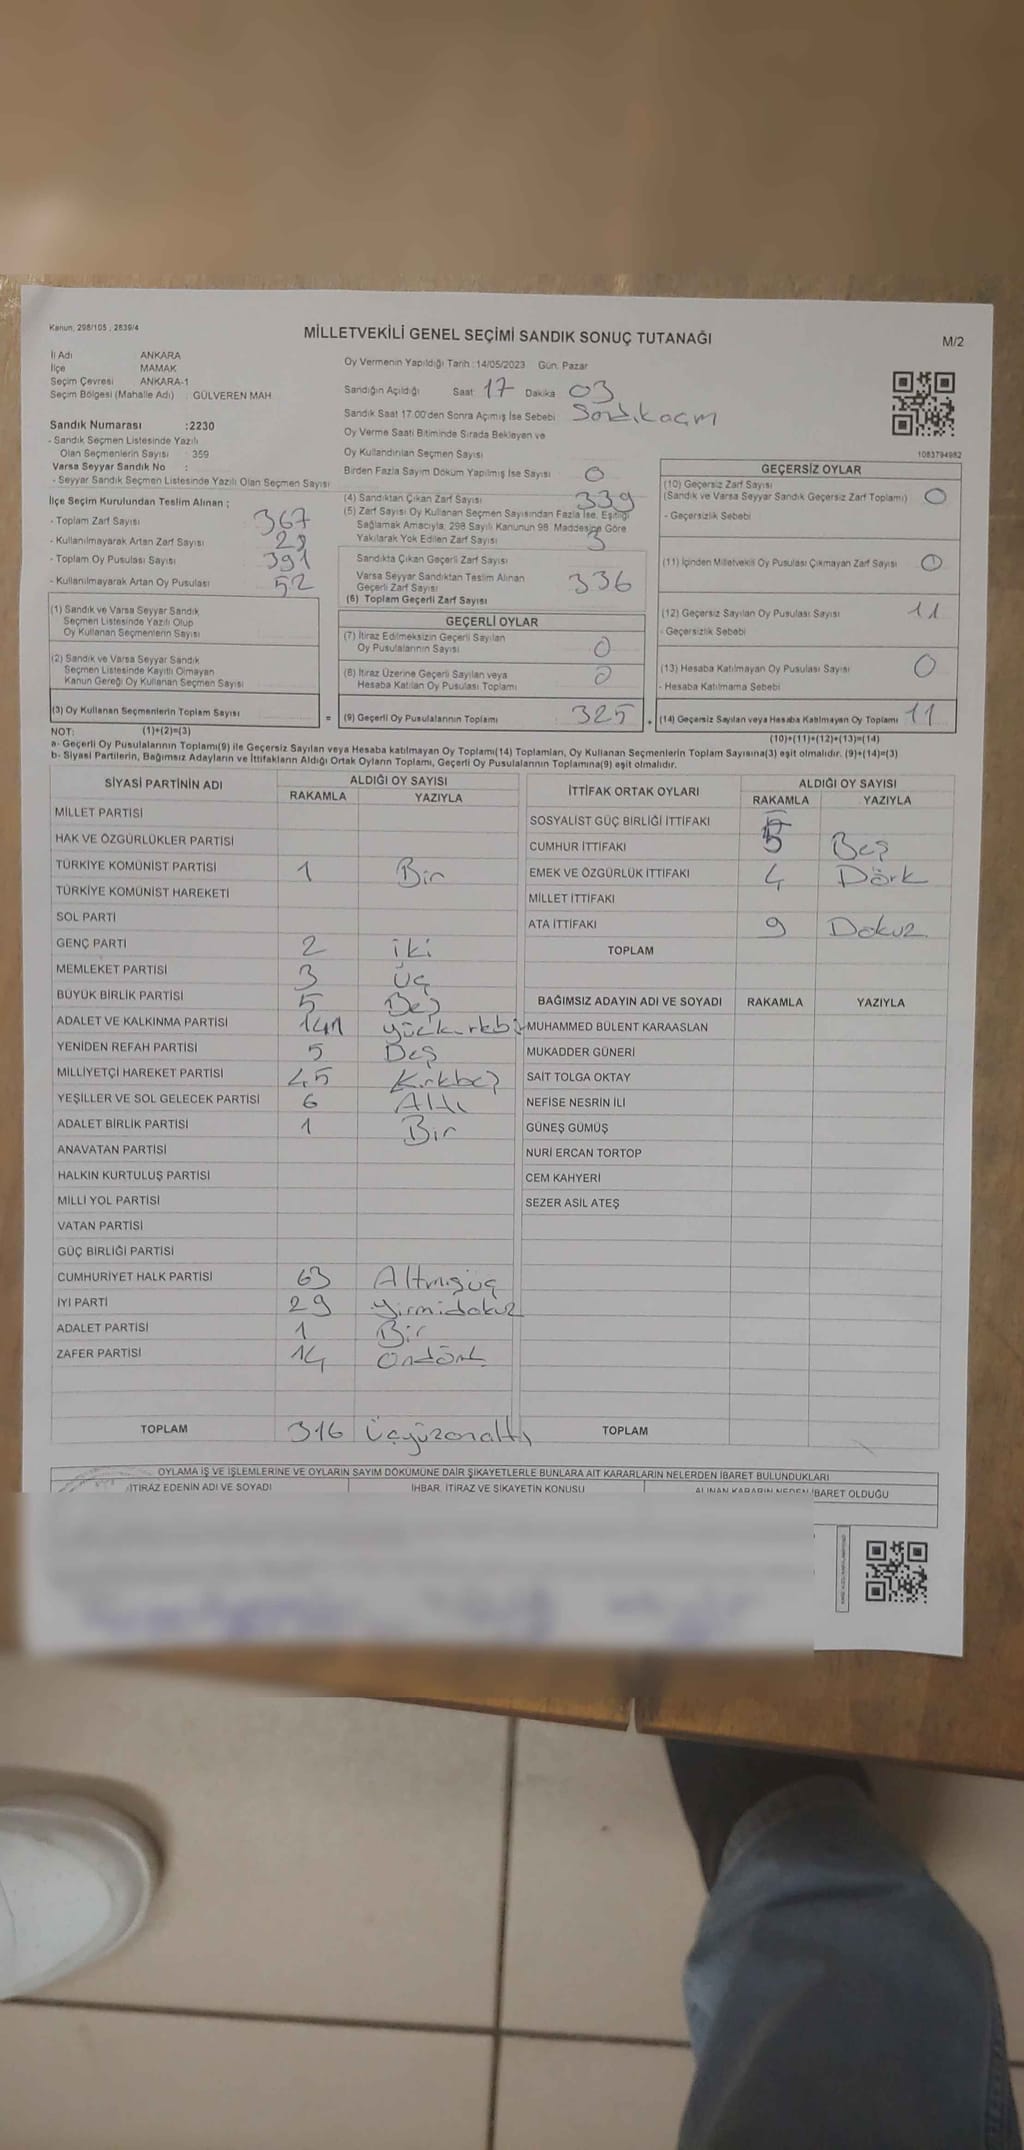 Kanun, 298/105 , 2839/4
MİLLETVEKİLİ GENEL SEÇİMİ SANDIK SONUÇ TUTANAĞI
M/2
İl Adı ANKARA
İlçe MAMAK
Seçim Çevresi ANKARA-1
Seçim Bölgesi (Mahalle Adı) : GÜLVEREN MAH
Sandık Numarası :2230
- Sandık Seçmen Listesinde Yazılı
Olan Seçmenlerin Sayısı : 359
Varsa Seyyar Sandık No :
- Seyyar Sandık Seçmen Listesinde Yazılı Olan Seçmen Sayısı
İlçe Seçim Kurulundan Teslim Alınan ;
- Toplam Zarf Sayısı 367
- Kullanılmayarak Artan Zarf Sayısı 28
- Toplam Oy Pusulası Sayısı 391
- Kullanılmayarak Artan Oy Pusulası 52
(1) Sandık ve Varsa Seyyar Sandık
Seçmen Listesinde Yazılı Olup
Oy Kullanan Seçmenlerin Sayısı
(2) Sandık ve Varsa Seyyar Sandık
Seçmen Listesinde Kayıtlı Olmayan
Kanun Gereği Oy Kullanan Seçmen Sayısı
(3) Oy Kullanan Seçmenlerin Toplam Sayısı
Oy Vermenin Yapıldığı Tarih :14/05/2023 Gün: Pazar
Sandığın Açıldığı Saat 17 Dakika 03
Sandık Saat 17.00'den Sonra Açımış İse Sebebi Sandıkaçım
Oy Verme Saati Bitiminde Sırada Bekleyen ve
Oy Kullandırılan Seçmen Sayısı
Birden Fazla Sayım Döküm Yapılmış İse Sayısı 0
(4) Sandıktan Çıkan Zarf Sayısı 339
(5) Zarf Sayısı Oy Kullanan Seçmen Sayısından Fazla İse, Eşitliği
Sağlamak Amacıyla, 298 Sayılı Kanunun 98. Maddesine Göre
Yakılarak Yok Edilen Zarf Sayısı 3
Sandıkta Çıkan Geçerli Zarf Sayısı
Varsa Seyyar Sandıktan Teslim Alınan
Geçerli Zarf Sayısı 336
(6) Toplam Geçerli Zarf Sayısı
GEÇERLİ OYLAR
(7) İtiraz Edilmeksizin Geçerli Sayılan
Oy Pusulalarının Sayısı 0
(8) İtiraz Üzerine Geçerli Sayılan veya
Hesaba Katılan Oy Pusulası Toplamı 0
= (9) Geçerli Oy Pusulalarının Toplamı 325 +
1083794982
GEÇERSİZ OYLAR
(10) Geçersiz Zarf Sayısı
(Sandık ve Varsa Seyyar Sandık Geçersiz Zarf Toplamı) 0
- Geçersizlik Sebebi
(11) İçinden Milletvekili Oy Pusulası Çıkmayan Zarf Sayısı 0
(12) Geçersiz Sayılan Oy Pusulası Sayısı 11
- Geçersizlik Sebebi
(13) Hesaba Katılmayan Oy Pusulası Sayısı 0
- Hesaba Katılmama Sebebi
(14) Geçersiz Sayılan veya Hesaba Katılmayan Oy Toplamı 11
NOT: (1)+(2)=(3)
(10)+(11)+(12)+(13)=(14)
a- Geçerli Oy Pusulalarının Toplamı(9) ile Geçersiz Sayılan veya Hesaba katılmayan Oy Toplamı(14) Toplamları, Oy Kullanan Seçmenlerin Toplam Sayısına(3) eşit olmalıdır. (9)+(14)=(3)
b- Siyasi Partilerin, Bağımsız Adayların ve İttifakların Aldığı Ortak Oyların Toplamı, Geçerli Oy Pusulalarının Toplamına(9) eşit olmalıdır.
SİYASİ PARTİNİN ADI ALDIĞI OY SAYISI
RAKAMLA YAZIYLA
MİLLET PARTİSİ
HAK VE ÖZGÜRLÜKLER PARTİSİ
TÜRKİYE KOMÜNİST PARTİSİ 1 Bir
TÜRKİYE KOMÜNİST HAREKETİ
SOL PARTİ
GENÇ PARTİ 2 iki
MEMLEKET PARTİSİ 3 Üç
BÜYÜK BİRLİK PARTİSİ 5 Beş
ADALET VE KALKINMA PARTİSİ 141 yüzkırkbir
YENİDEN REFAH PARTİSİ 5 Beş
MİLLİYETÇİ HAREKET PARTİSİ 45 Kırkbeş
YEŞİLLER VE SOL GELECEK PARTİSİ 6 Altı
ADALET BİRLİK PARTİSİ 1 Bir
ANAVATAN PARTİSİ
HALKIN KURTULUŞ PARTİSİ
MİLLİ YOL PARTİSİ
VATAN PARTİSİ
GÜÇ BİRLİĞİ PARTİSİ
CUMHURİYET HALK PARTİSİ 63 Altmışüç
İYİ PARTİ 29 Yirmidokuz
ADALET PARTİSİ 1 Bir
ZAFER PARTİSİ 14 Ondört
TOPLAM 316 Üçyüzonaltı
İTTİFAK ORTAK OYLARI ALDIĞI OY SAYISI
RAKAMLA YAZIYLA
SOSYALİST GÜÇ BİRLİĞİ İTTİFAKI
CUMHUR İTTİFAKI 5 Beş
EMEK VE ÖZGÜRLÜK İTTİFAKI 4 Dörk
MİLLET İTTİFAKI
ATA İTTİFAKI 9 Dokuz
TOPLAM
BAĞIMSIZ ADAYIN ADI VE SOYADI RAKAMLA YAZIYLA
MUHAMMED BÜLENT KARAASLAN
MUKADDER GÜNERİ
SAİT TOLGA OKTAY
NEFİSE NESRİN İLİ
GÜNEŞ GÜMÜŞ
NURİ ERCAN TORTOP
CEM KAHYERİ
SEZER ASİL ATEŞ
TOPLAM
OYLAMA İŞ VE İŞLEMLERİNE VE OYLARIN SAYIM DÖKÜMÜNE DAİR ŞİKAYETLERLE BUNLARA AİT KARARLARIN NELERDEN İBARET BULUNDUKLARI
İTİRAZ EDENİN ADI VE SOYADI İHBAR, İTİRAZ VE ŞİKAYETİN KONUSU ALINAN KARARIN NEDEN İBARET OLDUĞU